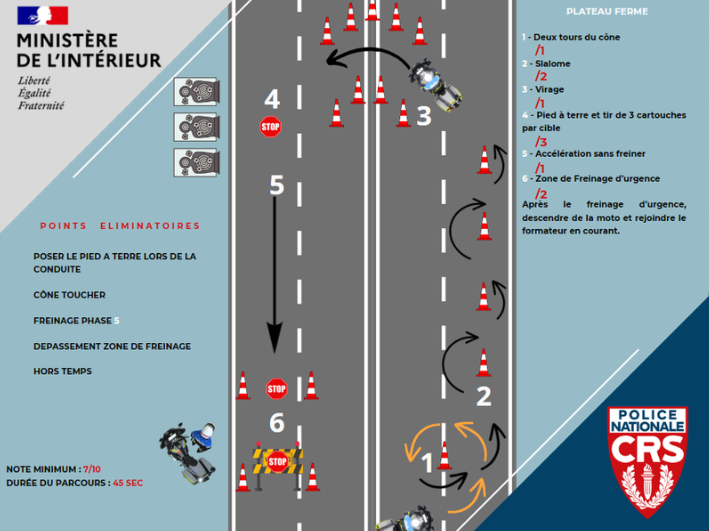 MINISTÈRE
DE L'INTÉRIEUR
Liberté
Égalité
Fraternité
POINTS ELIMINATOIRES
POSER LE PIED A TERRE LORS DE LA
CONDUITE
CÔNE TOUCHER
FREINAGE PHASE 5
DEPASSEMENT ZONE DE FREINAGE
HORS TEMPS
NOTE MINIMUM : 7/10
DURÉE DU PARCOURS : 45 SEC
4
STOP
3
5
STOP
2
6
STOP
1
PLATEAU FERME
1 - Deux tours du cône
/1
2 - Slalome
/2
3 - Virage
/1
4 - Pied à terre et tir de 3 cartouches
par cible
/3
5 - Accélération sans freiner
/1
6 - Zone de Freinage d'urgence
/2
Après le freinage d'urgence,
descendre de la moto et rejoindre le
formateur en courant.
POLICE
NATIONALE
CRS